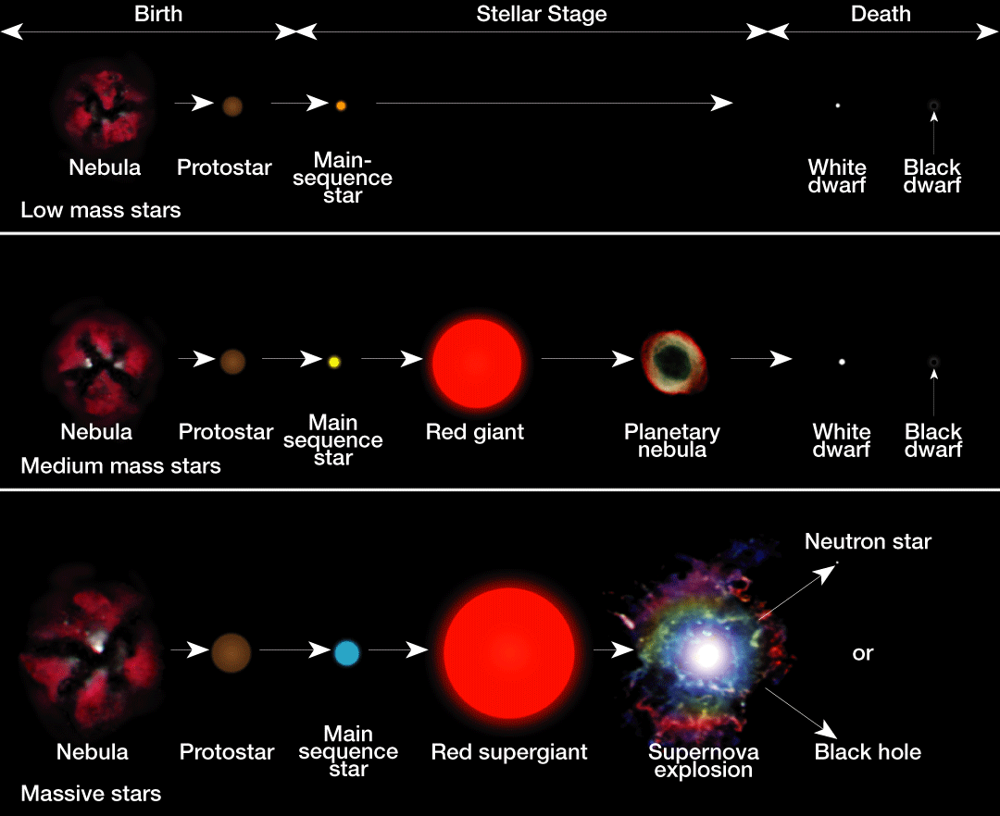 Birth
Stellar Stage
Death
Nebula
Protostar
Main-
sequence
star
White
dwarf
Black
dwarf
Low mass stars
Nebula
Protostar
Main
sequence
star
Red giant
Planetary
nebula
White
dwarf
Black
dwarf
Medium mass stars
Neutron star
or
Nebula
Protostar
Main
sequence
star
Red supergiant
Supernova
explosion
Black hole
Massive stars